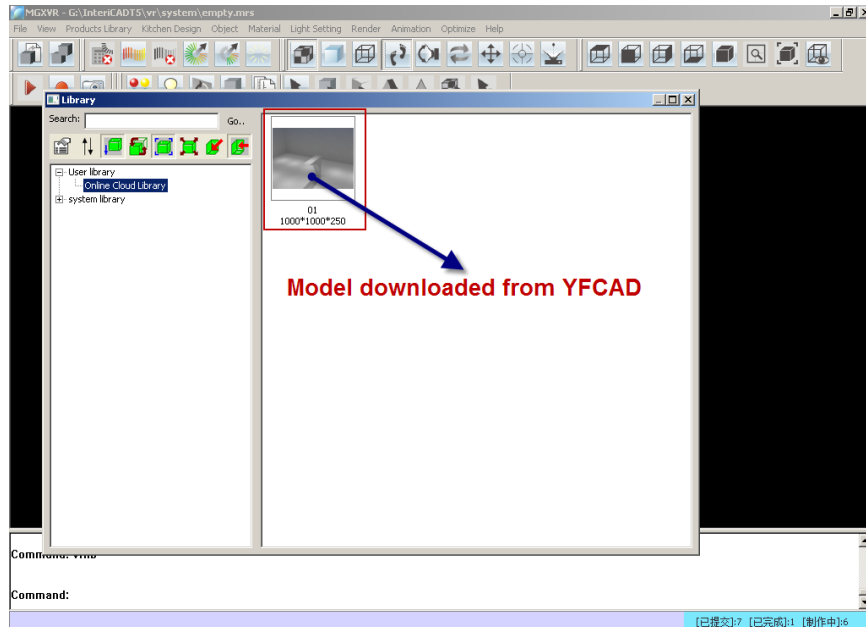 MGXVR - G:\InteriCADT5\vr\system\empty.mrs
File View Products Library Kitchen Design Object Material Light Setting Render Animation Optimize Help
Library
Search: Go..
User library
Online Cloud Library
system library
01
1000*1000*250
Model downloaded from YFCAD
Command:
Command:
[已提交]:7 [已完成]:1 [制作中]:6